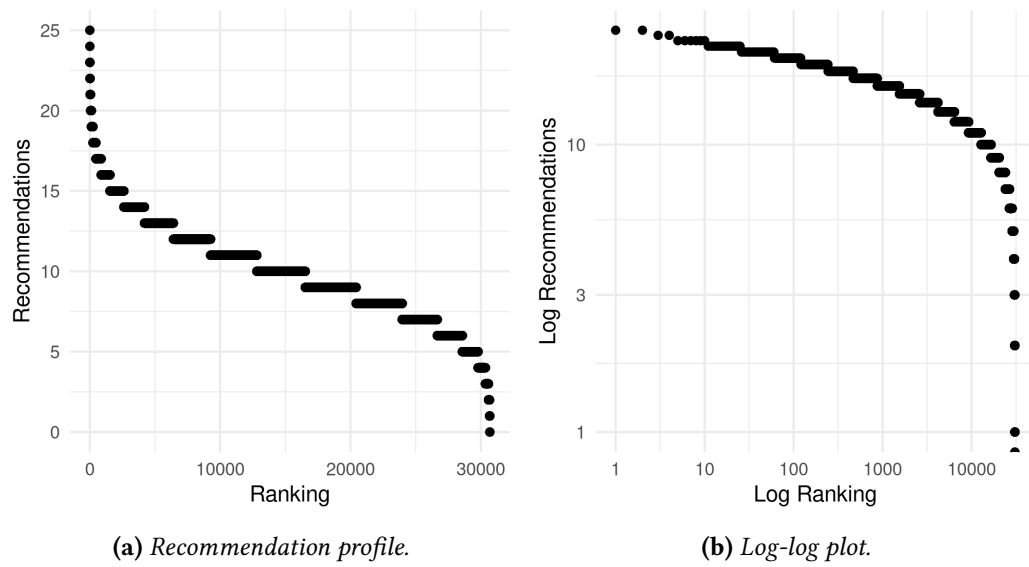 25
20
15
10
5
0
Recommendations
0 10000 20000 30000
Ranking
(a) Recommendation profile.
10
3
1
Log Recommendations
1 10 100 1000 10000
Log Ranking
(b) Log-log plot.